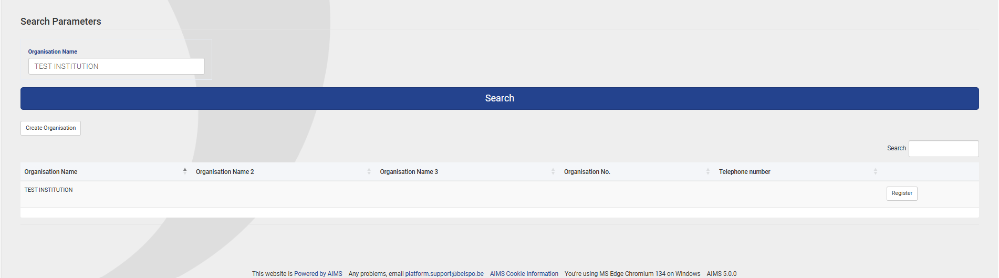 Search Parameters
Organisation Name
TEST INSTITUTION
Search
Create Organisation
Search
Organisation Name Organisation Name 2 Organisation Name 3 Organisation No. Telephone number
TEST INSTITUTION Register
This website is Powered by AIMS Any problems, email platform.support@belspo.be AIMS Cookie Information You're using MS Edge Chromium 134 on Windows AIMS 5.0.0